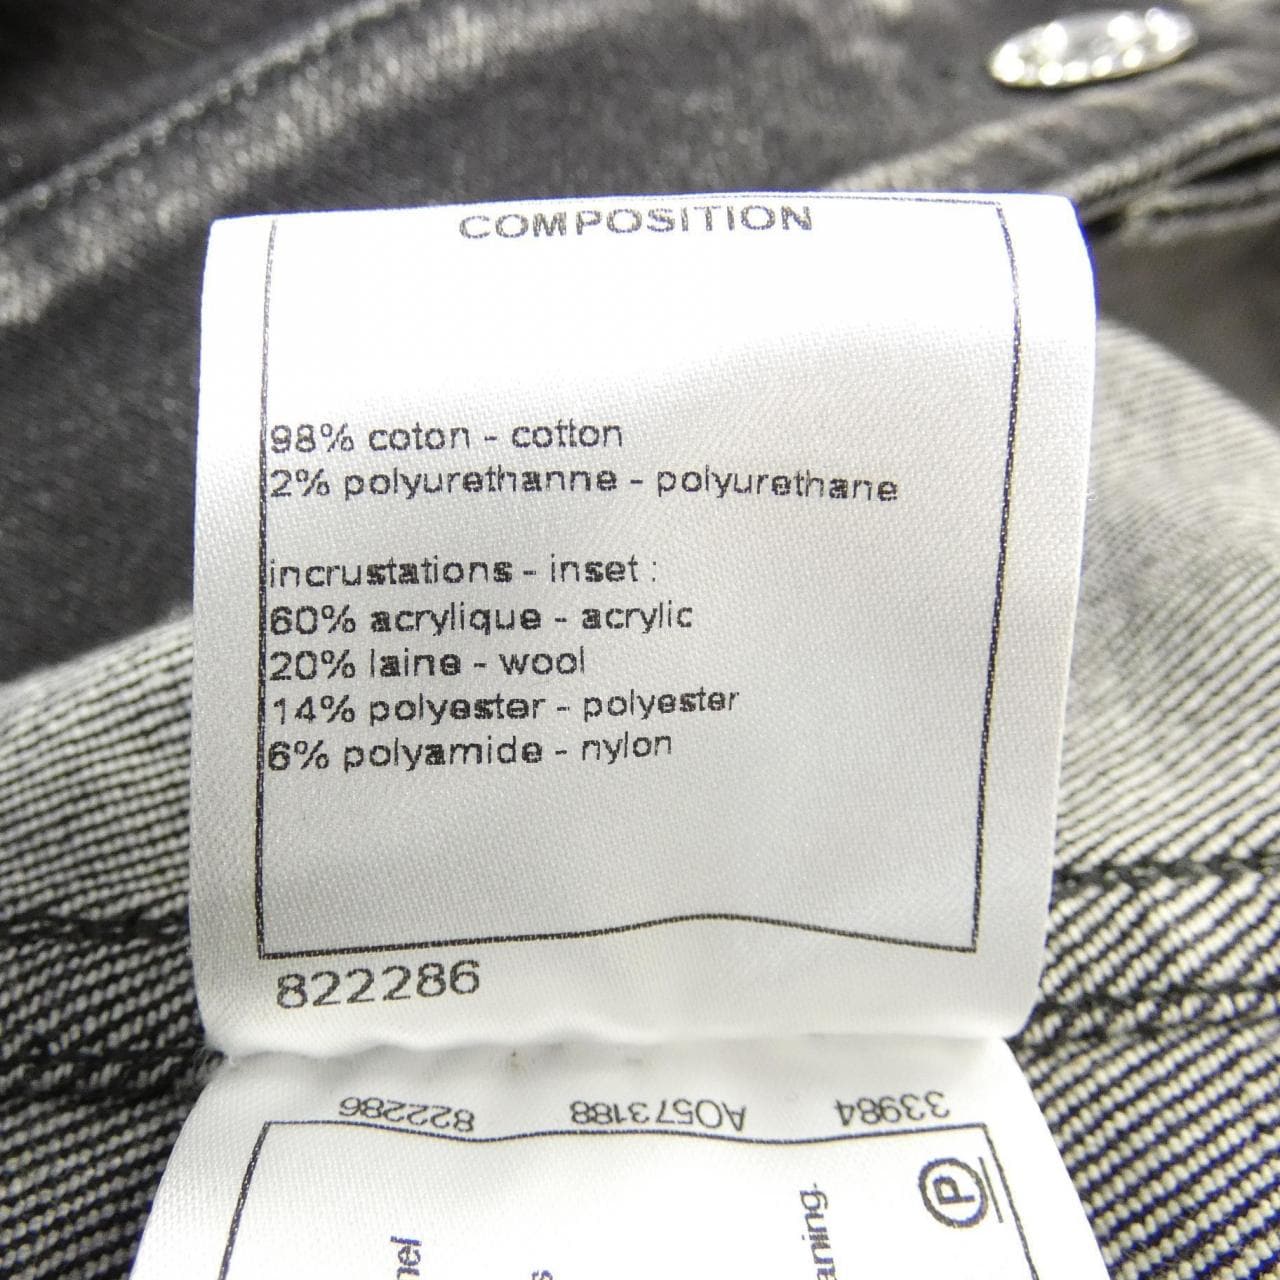 COMPOSITION
98% coton - cotton
2% polyurethanne - polyurethane
incrustations - inset :
60% acrylique - acrylic
20% laine - wool
14% polyester - polyester
6% polyamide - nylon
822286
33984 AO573188 822286
P